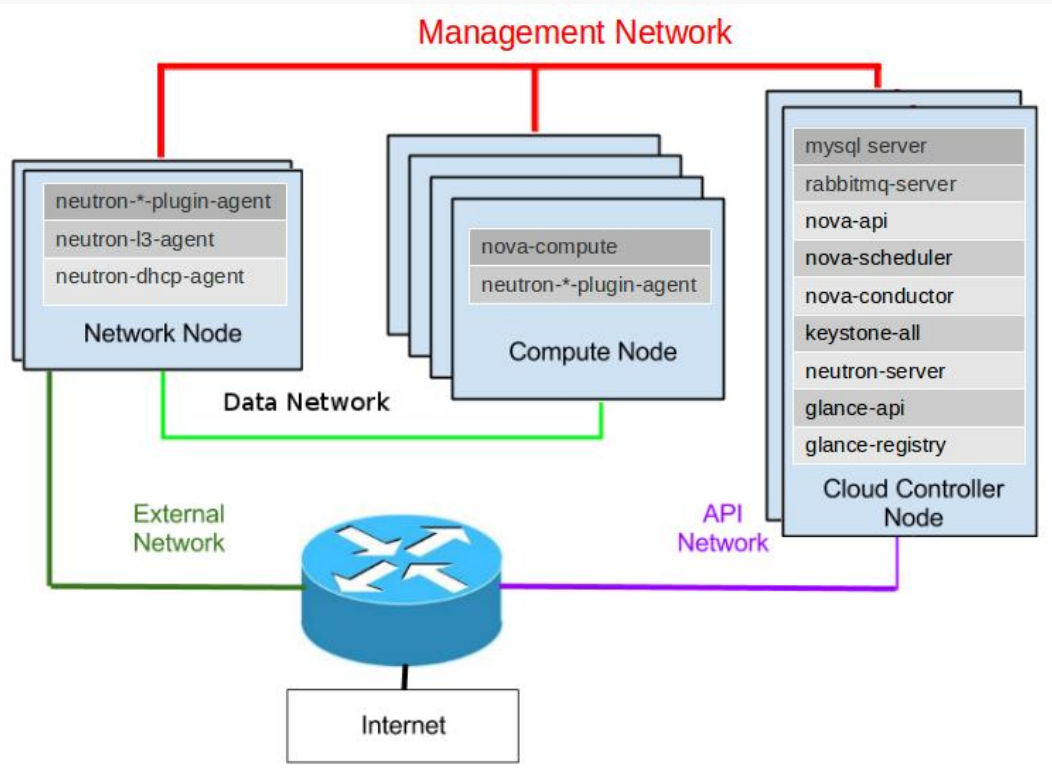 Management Network
neutron-*-plugin-agent
neutron-l3-agent
neutron-dhcp-agent
Network Node
nova-compute
neutron-*-plugin-agent
Compute Node
mysql server
rabbitmq-server
nova-api
nova-scheduler
nova-conductor
keystone-all
neutron-server
glance-api
glance-registry
Cloud Controller
Node
Data Network
External
Network
API
Network
Internet